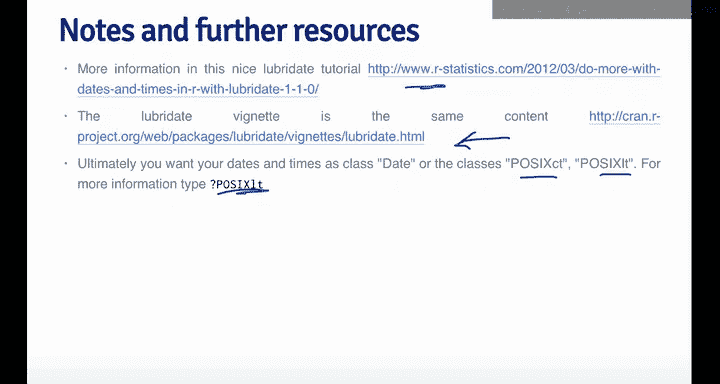 Notes and further resources
• More information in this nice lubridate tutorial http://www.r-statistics.com/2012/03/do-more-with-
dates-and-times-in-r-with-lubridate-1-1-0/
• The lubridate vignette is the same content http://cran.r-
project.org/web/packages/lubridate/vignettes/lubridate.html
• Ultimately you want your dates and times as class "Date" or the classes "POSIXct", "POSIXlt". For
more information type ?POSIXlt